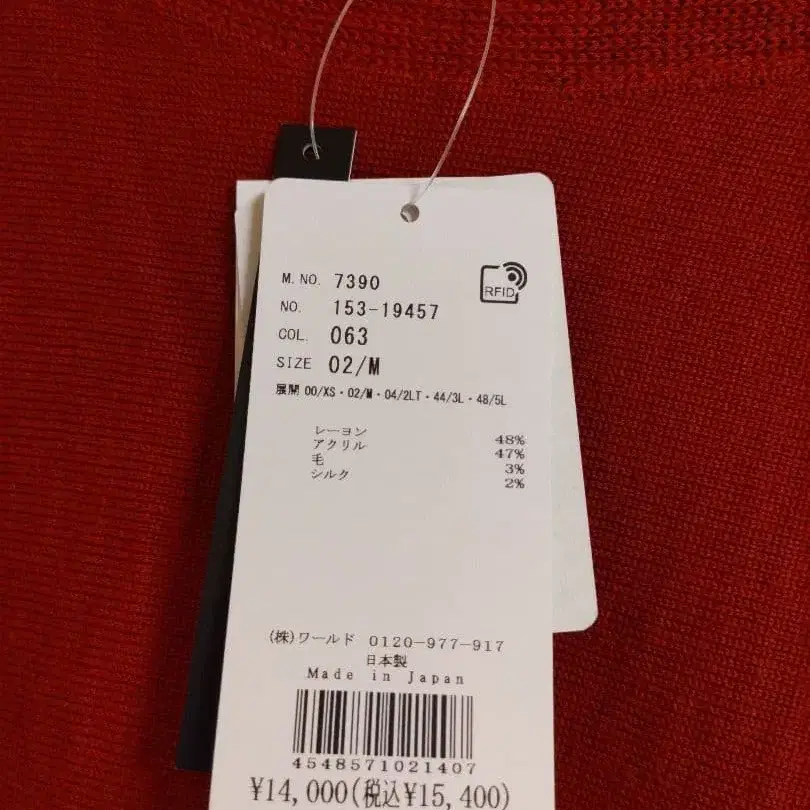 M.NO. 7390
RFID
NO. 153-19457
COL. 063
SIZE 02/M
展開 00/XS・02/M・04/2LT・44/3L・48/5L
レーヨン 48%
アクリル 47%
毛 3%
シルク 2%
(株)ワールド 0120-977-917
日本製
Made in Japan
4548571021407
¥14,000(税込¥15,400)